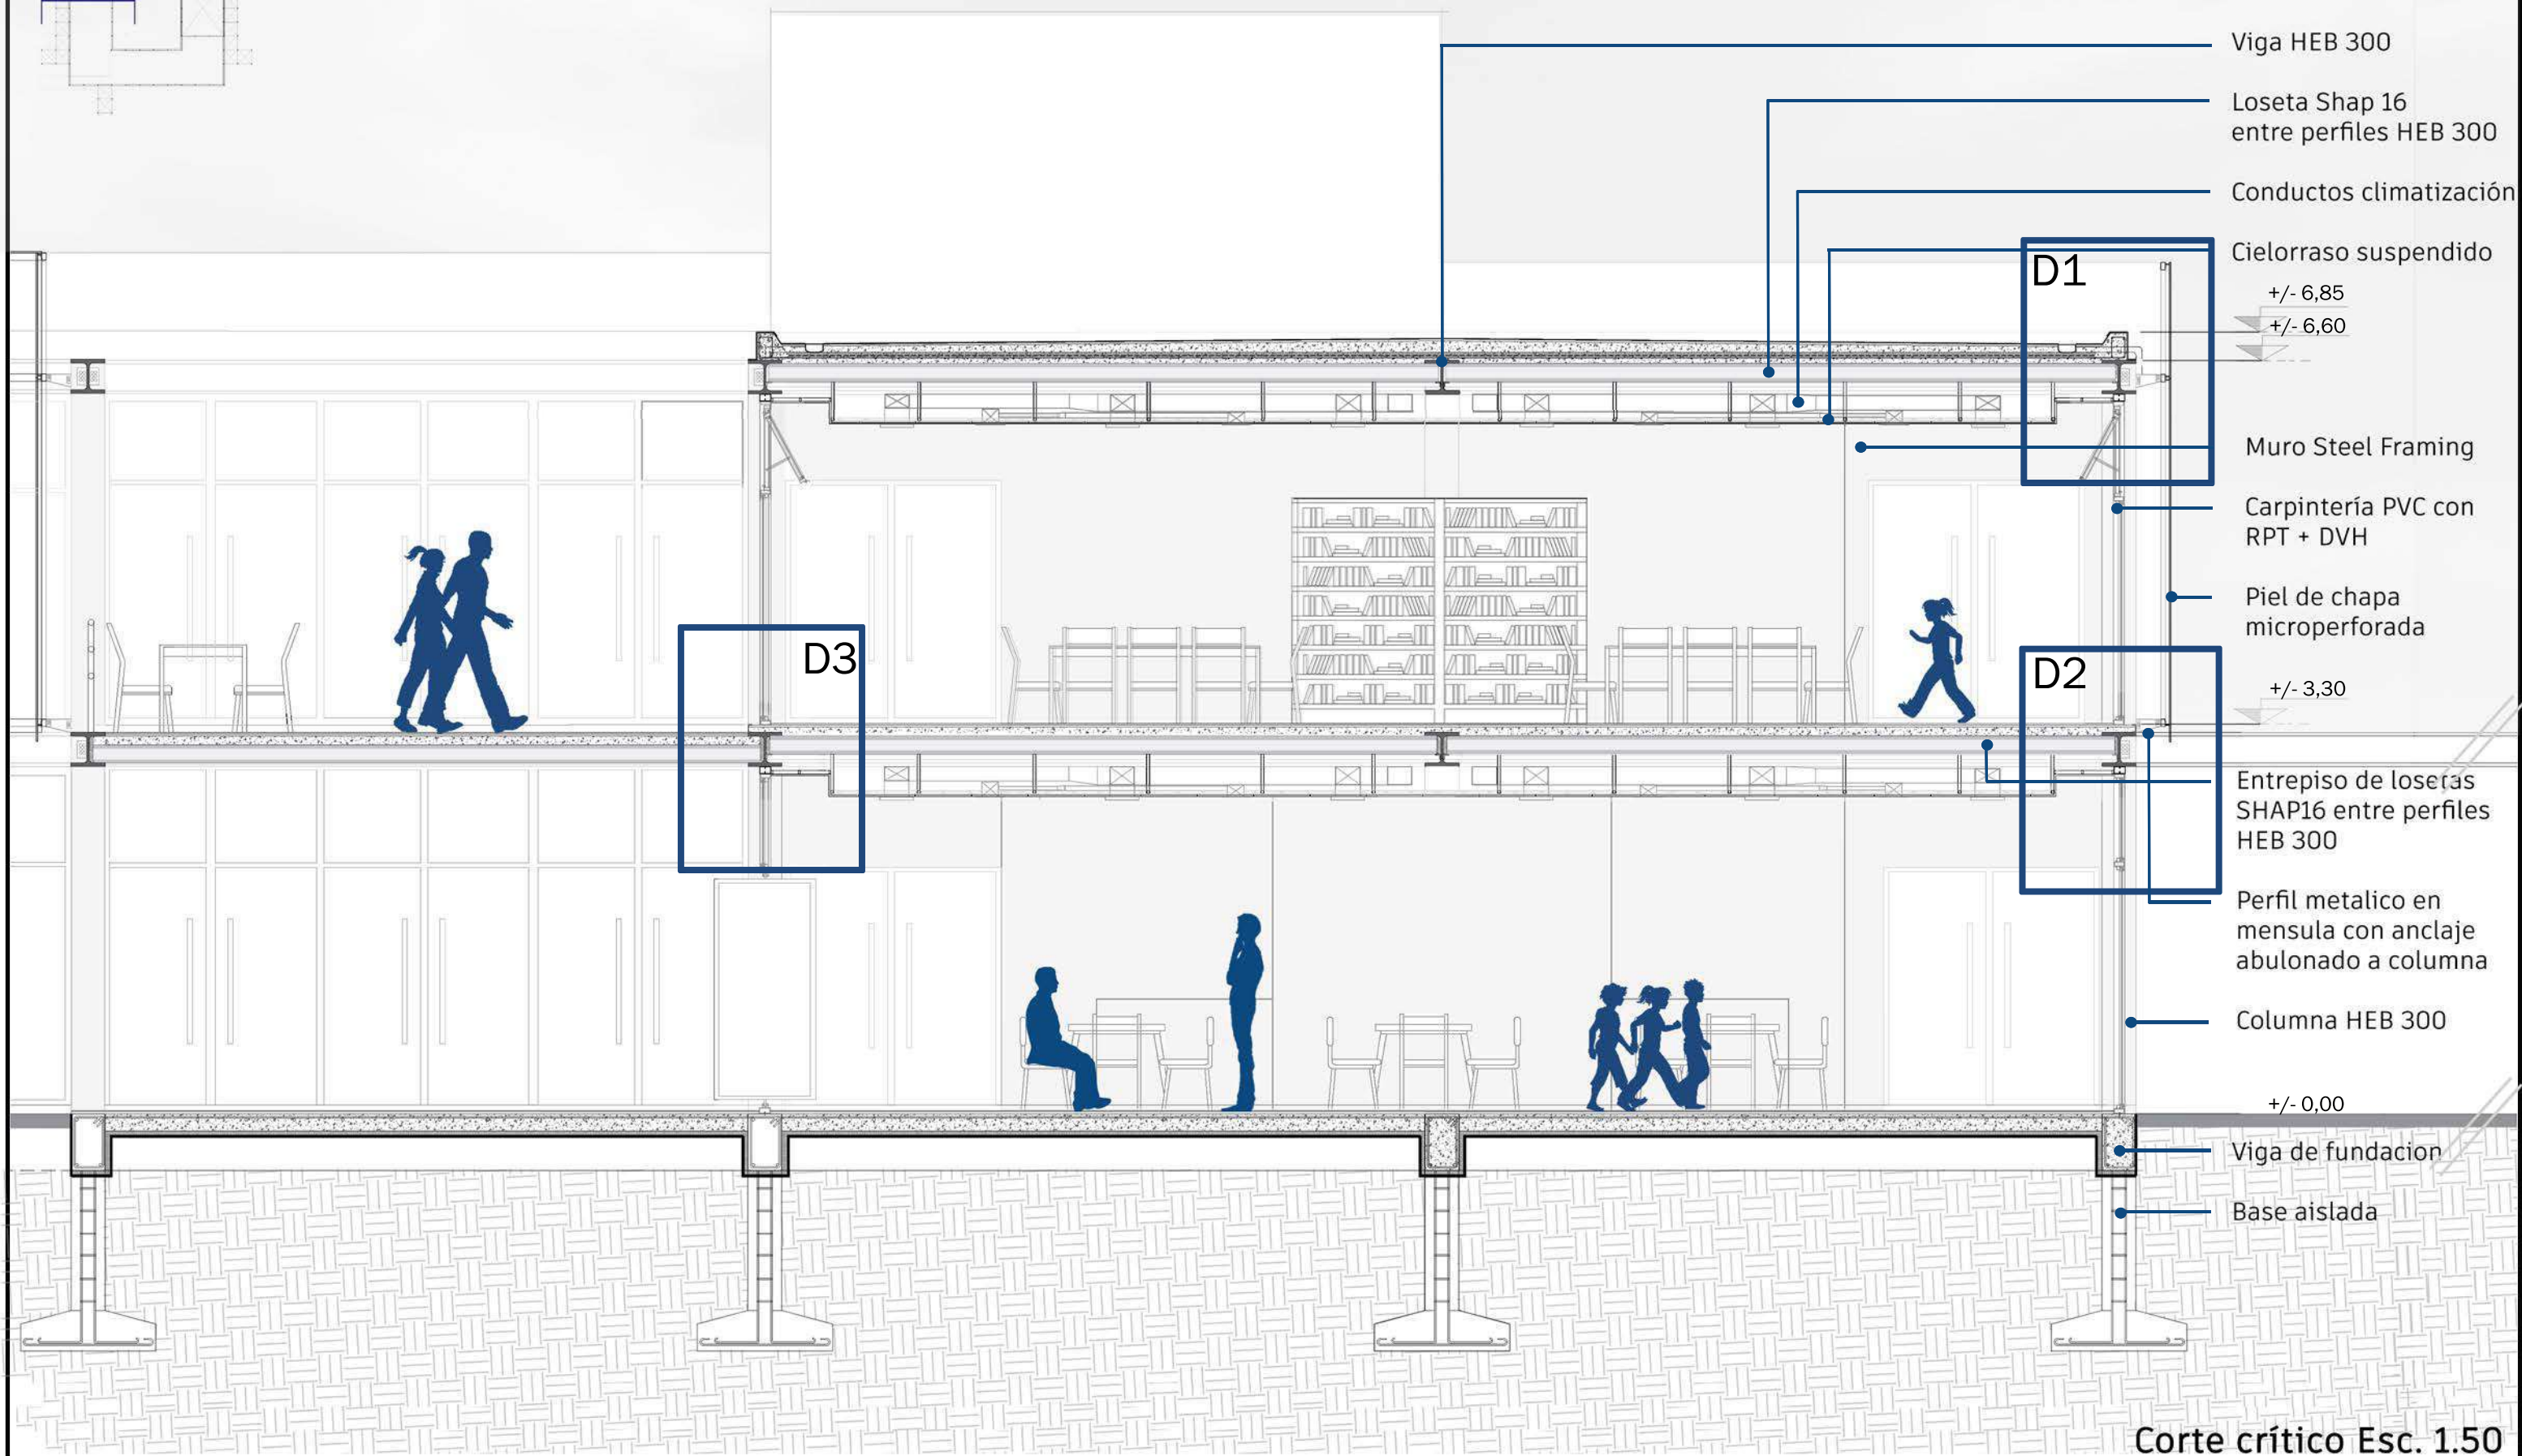 Viga HEB 300
Loseta Shap 16
entre perfiles HEB 300
Conductos climatización
Cielorraso suspendido
D1
+/- 6,85
+/- 6,60
Muro Steel Framing
Carpintería PVC con
RPT + DVH
Piel de chapa
microperforada
D3
D2
+/- 3,30
Entrepiso de loseras
SHAP16 entre perfiles
HEB 300
Perfil metalico en
mensula con anclaje
abulonado a columna
Columna HEB 300
+/- 0,00
Viga de fundacion
Base aislada
Corte crítico Esc. 1.50